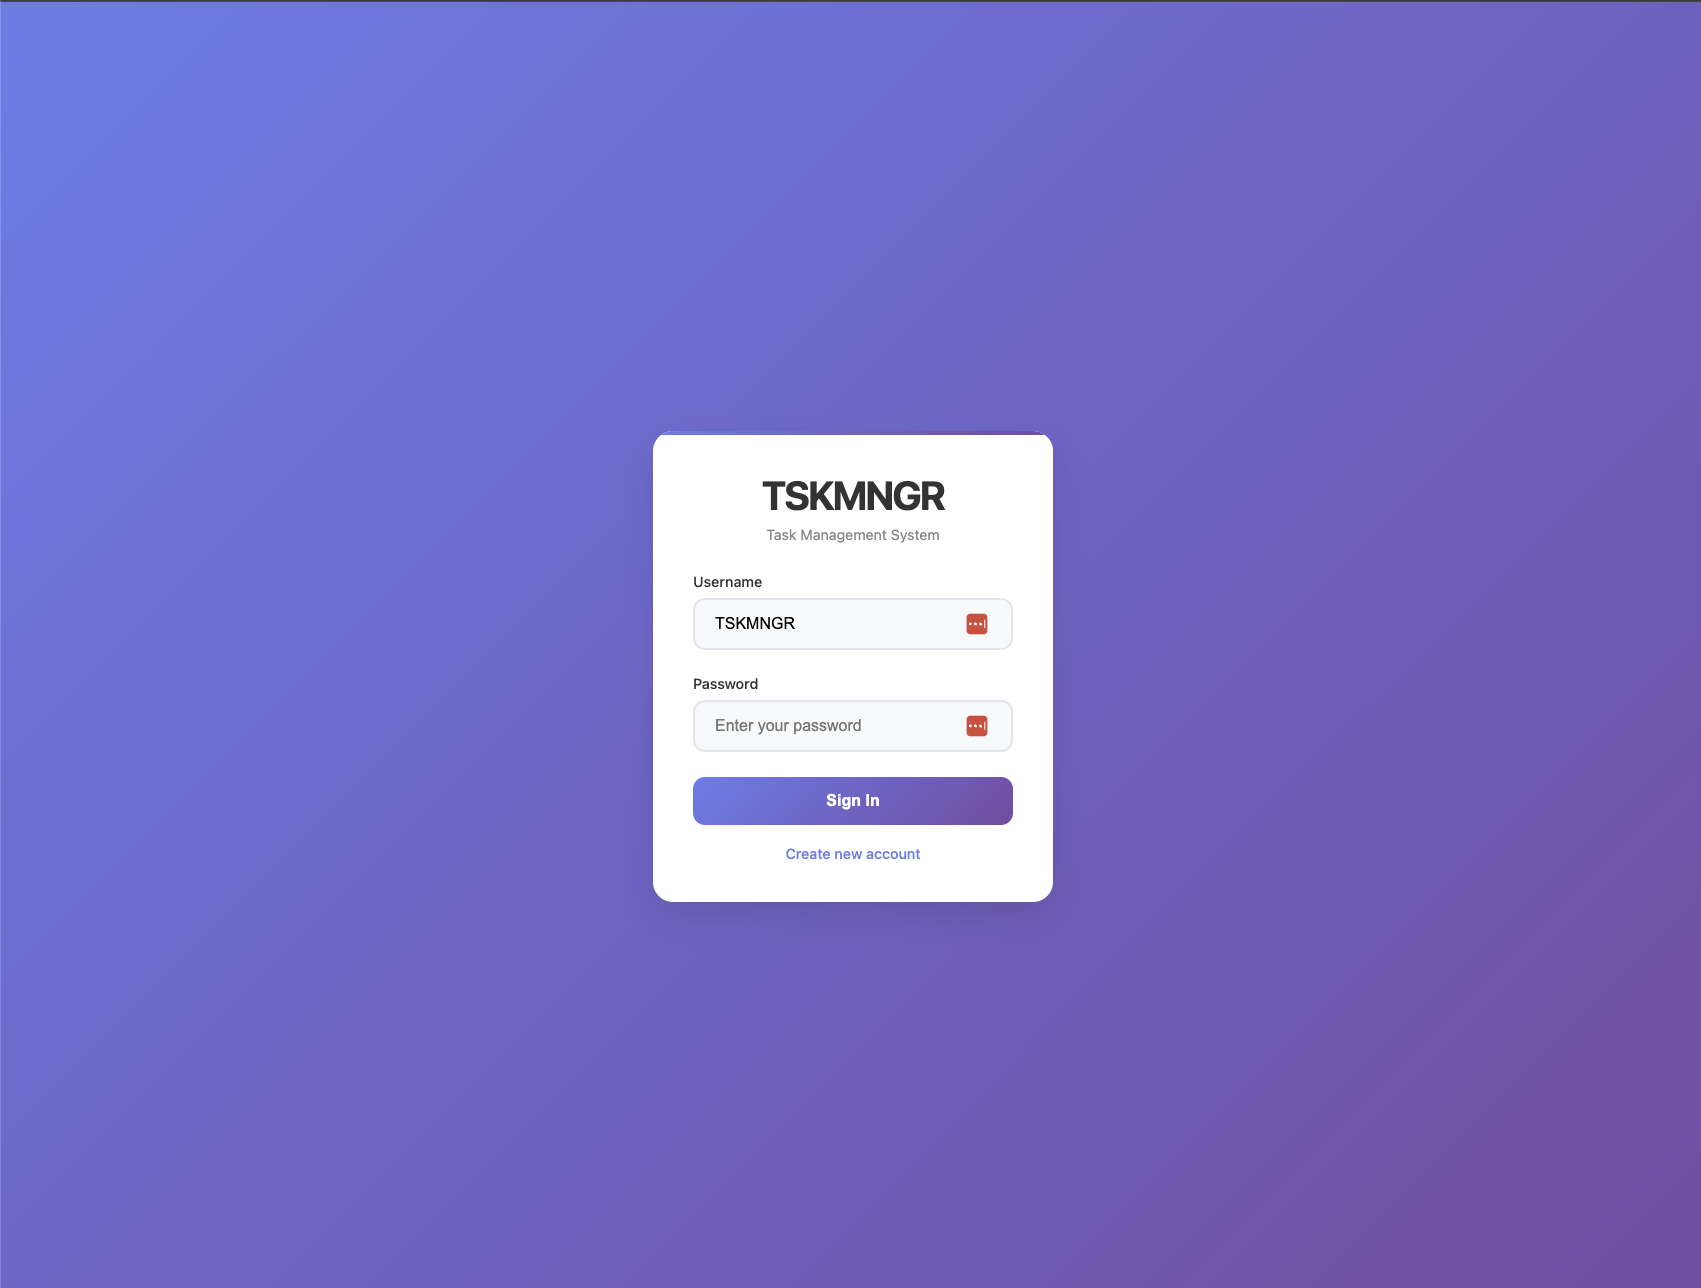 TSKMNGR
Task Management System
Username
TSKMNGR
Password
Enter your password
Sign In
Create new account